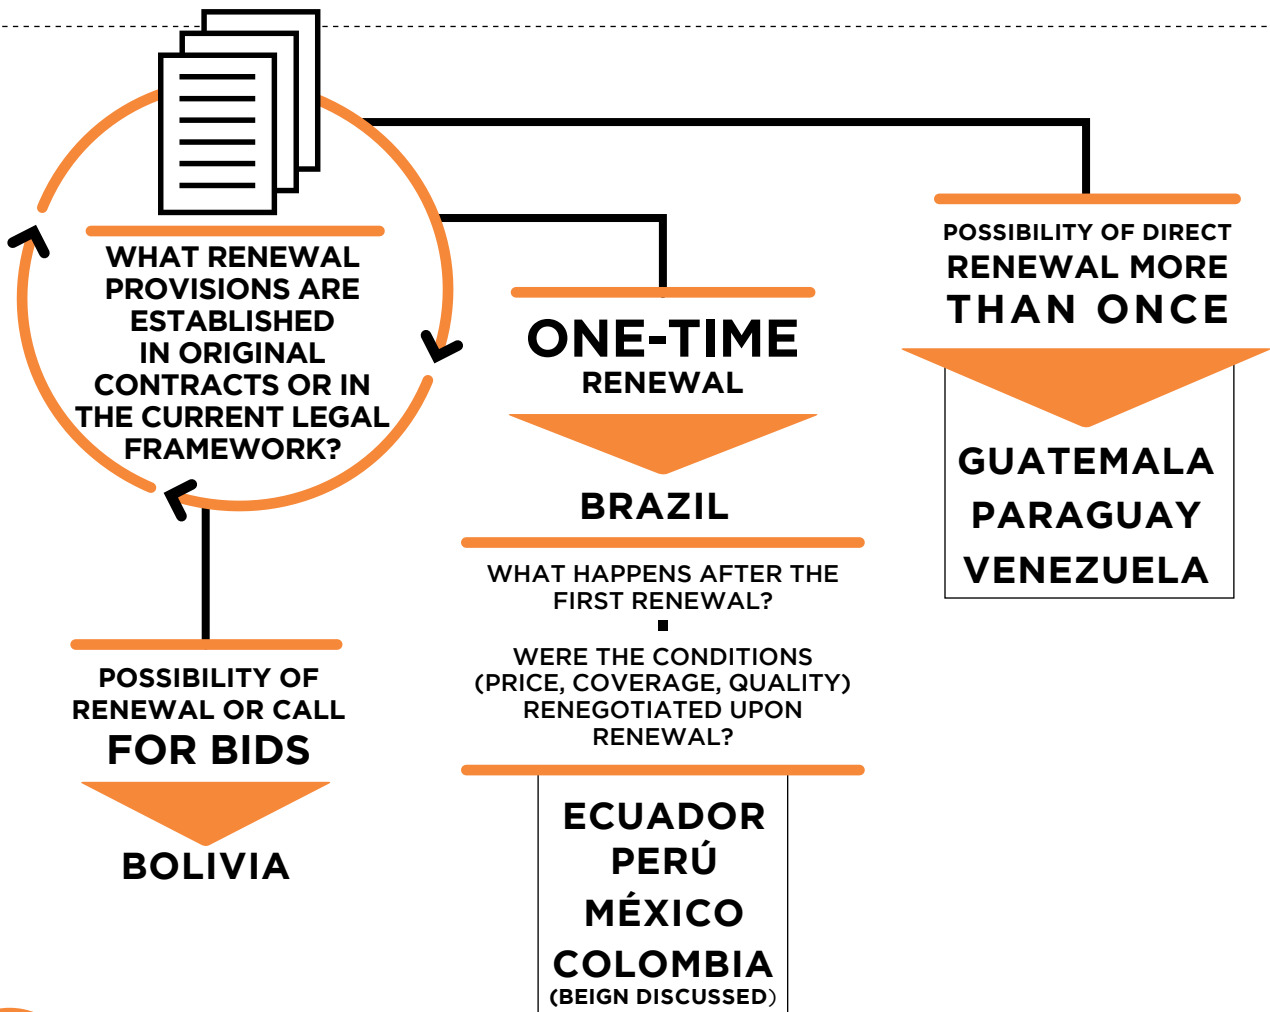 WHAT RENEWAL
PROVISIONS ARE
ESTABLISHED
IN ORIGINAL
CONTRACTS OR IN
THE CURRENT LEGAL
FRAMEWORK?
POSSIBILITY OF
RENEWAL OR CALL
FOR BIDS
BOLIVIA
ONE-TIME
RENEWAL
BRAZIL
WHAT HAPPENS AFTER THE
FIRST RENEWAL?
WERE THE CONDITIONS
(PRICE, COVERAGE, QUALITY)
RENEGOTIATED UPON
RENEWAL?
ECUADOR
PERÚ
MÉXICO
COLOMBIA
(BEIGN DISCUSSED)
POSSIBILITY OF DIRECT
RENEWAL MORE
THAN ONCE
GUATEMALA
PARAGUAY
VENEZUELA